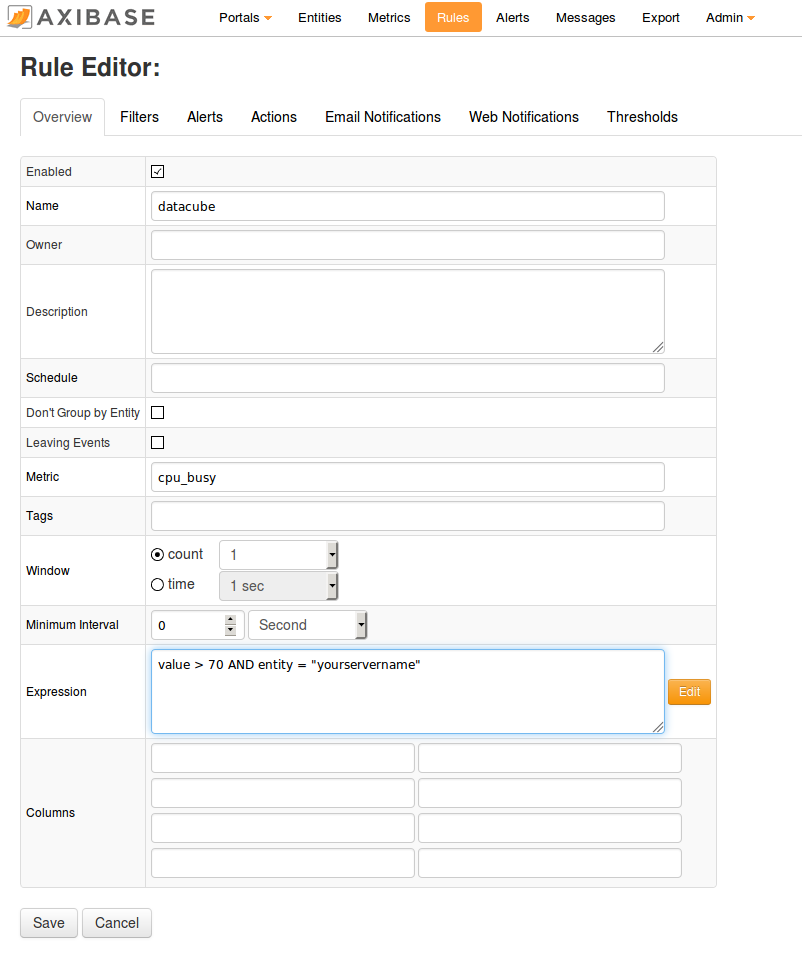 AXIBASE Portals Entities Metrics Rules Alerts Messages Export Admin
Rule Editor:
Overview Filters Alerts Actions Email Notifications Web Notifications Thresholds
Enabled
Name datacube
Owner
Description
Schedule
Don't Group by Entity
Leaving Events
Metric cpu_busy
Tags
Window count 1
time 1 sec
Minimum Interval 0 Second
Expression value > 70 AND entity = "yourservername" Edit
Columns
Save Cancel